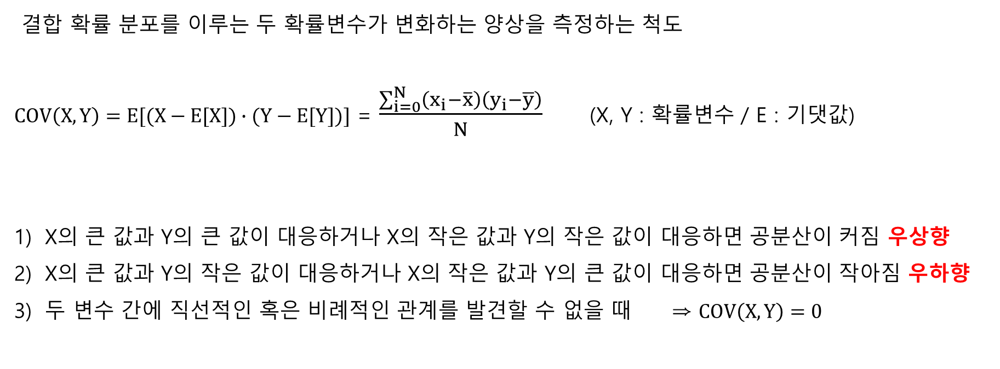 결합 확률 분포를 이루는 두 확률변수가 변화하는 양상을 측정하는 척도
COV(X, Y) = E[(X − E[X]) · (Y − E[Y])] = \frac{∑_{i=0}^{N}(x_i−x̅)(y_i−y̅)}{N} (X, Y : 확률변수 / E : 기댓값)
1) X의 큰 값과 Y의 큰 값이 대응하거나 X의 작은 값과 Y의 작은 값이 대응하면 공분산이 커짐 우상향
2) X의 큰 값과 Y의 작은 값이 대응하거나 X의 작은 값과 Y의 큰 값이 대응하면 공분산이 작아짐 우하향
3) 두 변수 간에 직선적인 혹은 비례적인 관계를 발견할 수 없을 때 ⇒ COV(X, Y) = 0